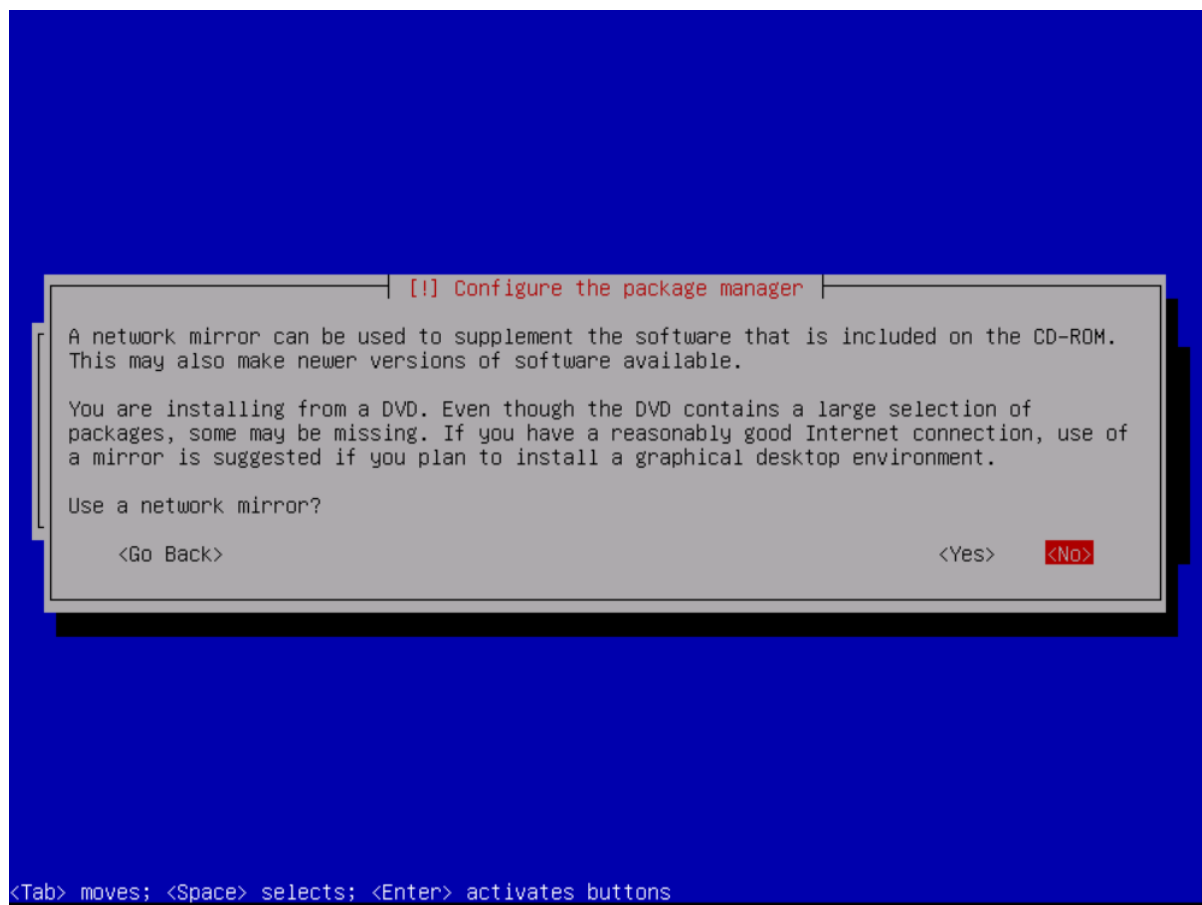 [!] Configure the package manager
A network mirror can be used to supplement the software that is included on the CD-ROM.
This may also make newer versions of software available.
You are installing from a DVD. Even though the DVD contains a large selection of
packages, some may be missing. If you have a reasonably good Internet connection, use of
a mirror is suggested if you plan to install a graphical desktop environment.
Use a network mirror?
<Go Back> <Yes> <No>
<Tab> moves; <Space> selects; <Enter> activates buttons